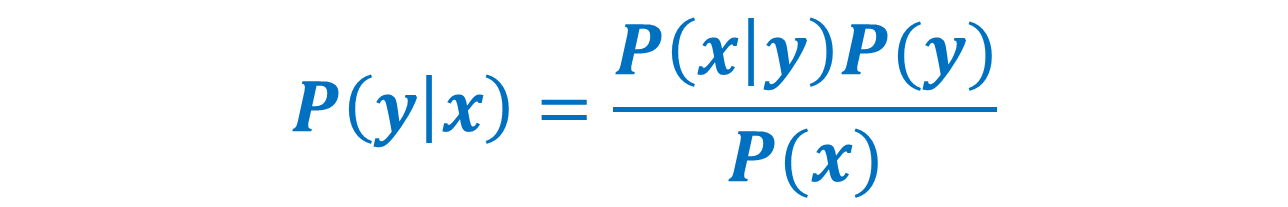 P(y|x) = P(x|y)P(y) / P(x)